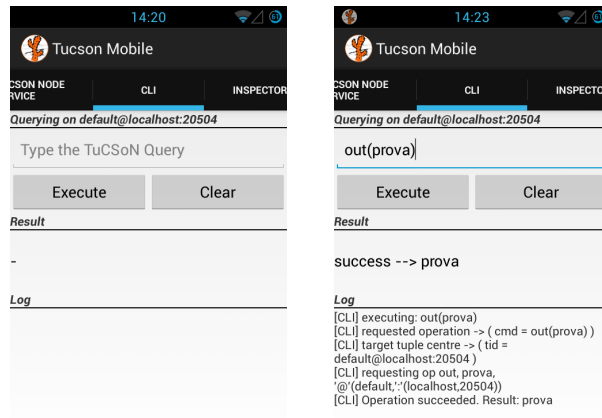 14:20
61
Tucson Mobile
CSON NODE
RVICE
CLI
INSPECTOR
Querying on default@localhost:20504
Type the TuCSoN Query
Execute
Clear
Result
-
Log
14:23
61
Tucson Mobile
CSON NODE
RVICE
CLI
INSPECTO
Querying on default@localhost:20504
out(prova)
Execute
Clear
Result
success --> prova
Log
[CLI] executing: out(prova)
[CLI] requested operation -> ( cmd = out(prova) )
[CLI] target tuple centre -> ( tid =
default@localhost:20504 )
[CLI] requesting op out, prova,
'@'(default,':'(localhost,20504))
[CLI] Operation succeeded. Result: prova